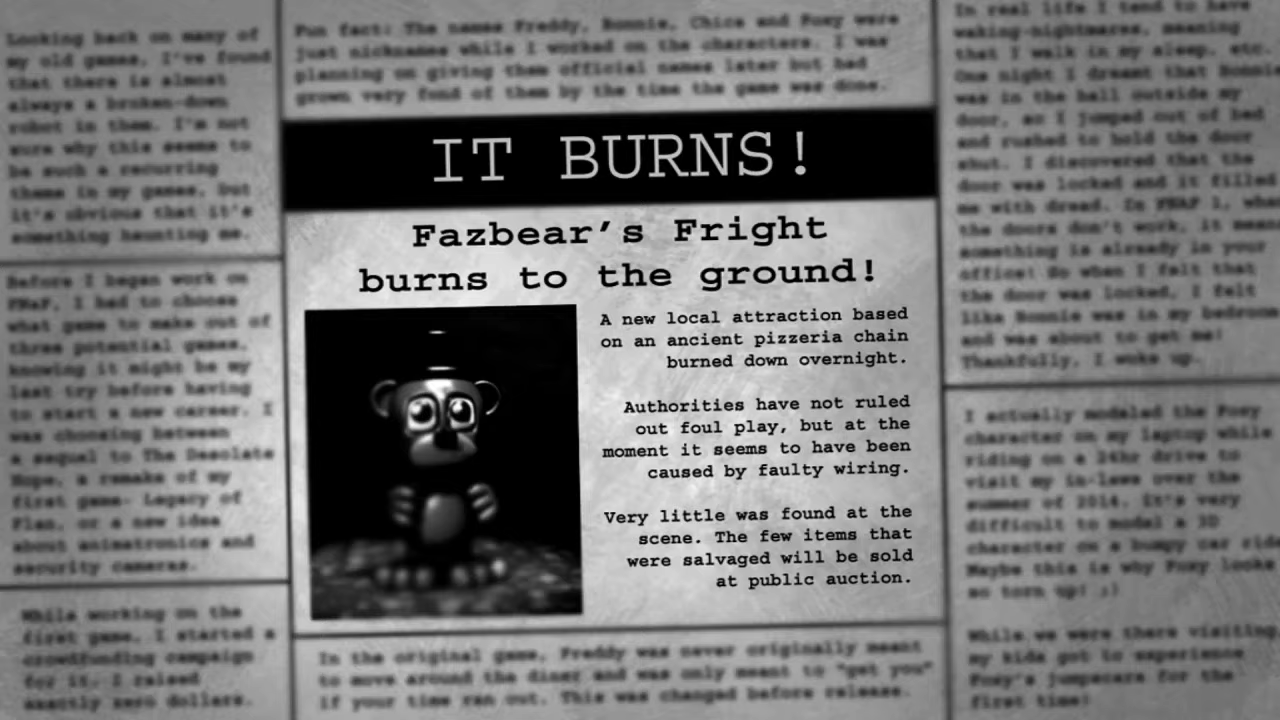 Looking back on many of
my old games, I've found
that there is almost
always a broken-down
robot in them. I'm not
sure why this seems to
be such a recurring
theme in my games, but
it's obvious that it's
something haunting me.
Before I began work on
FNaF, I had to choose
what game to make out of
three potential games,
knowing it might be my
last try before having
to start a new career. I
was choosing between
a sequel to The Desolate
Hope, a remake of my
first game- Legacy of
Flan, or a new idea
about animatronics and
security cameras.
While working on the
first game, I started a
crowdfunding campaign
for it. I raised
exactly zero dollars.
Fun fact: The names Freddy, Bonnie, Chica and Foxy were
just nicknames while I worked on the characters. I was
planning on giving them official names later but had
grown very fond of them by the time the game was done.
IT BURNS!
Fazbear's Fright
burns to the ground!
A new local attraction based
on an ancient pizzeria chain
burned down overnight.
Authorities have not ruled
out foul play, but at the
moment it seems to have been
caused by faulty wiring.
Very little was found at the
scene. The few items that
were salvaged will be sold
at public auction.
In the original game, Freddy was never originally meant
to move around the diner and was only meant to "get you"
if your time ran out. This was changed before release.
In real life I tend to have
waking-nightmares, meaning
that I walk in my sleep, etc.
One night I dreamt that Bonnie
was in the hall outside my
door, so I jumped out of bed
and rushed to hold the door
shut. I discovered that the
door was locked and it filled
me with dread. In FNAF 1, when
the doors don't work, it means
something is already in your
office! So when I felt that
the door was locked, I felt
like Bonnie was in my bedroom
and was about to get me!
Thankfully, I woke up.
I actually modeled the Foxy
character on my laptop while
riding on a 24hr drive to
visit my in-laws over the
summer of 2014. It's very
difficult to model a 3D
character on a bumpy car ride
Maybe this is why Foxy looks
so torn up! ;)
While we were there visiting,
my kids got to experience
Foxy's jumpscare for the
first time!